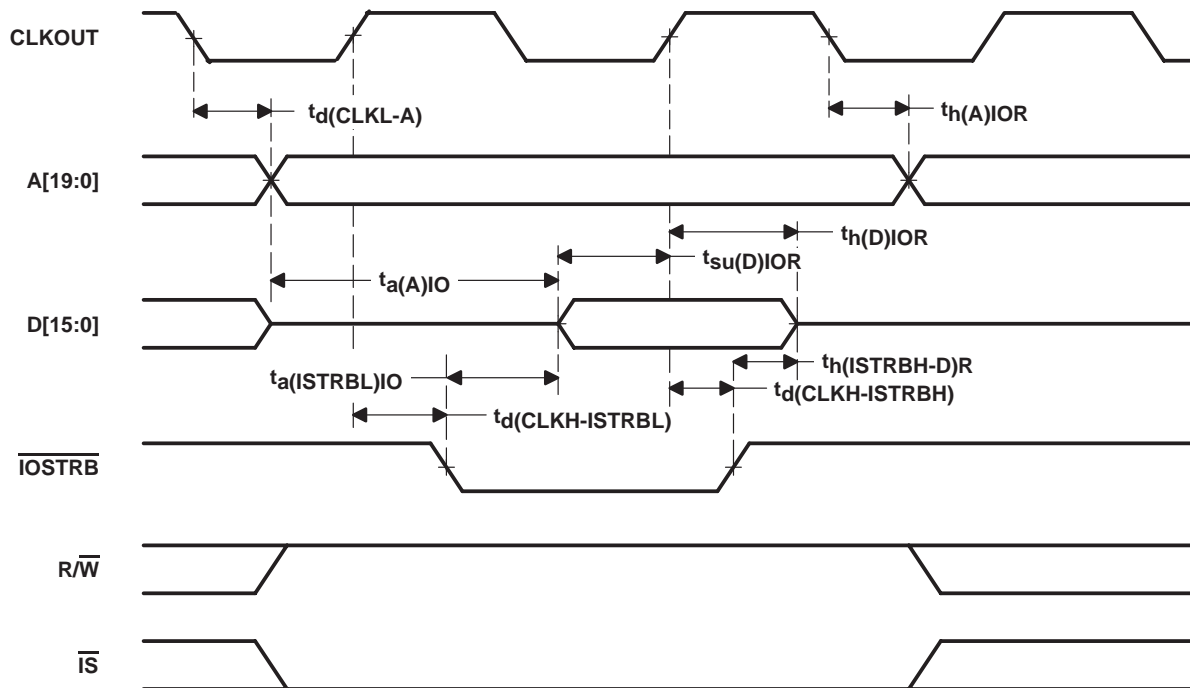 CLKOUT
td(CLKL-A)
th(A)IOR
A[19:0]
th(D)IOR
tsu(D)IOR
ta(A)IO
D[15:0]
th(ISTRBH-D)R
ta(ISTRBL)IO
td(CLKH-ISTRBH)
td(CLKH-ISTRBL)
IOSTRB
R/W
IS